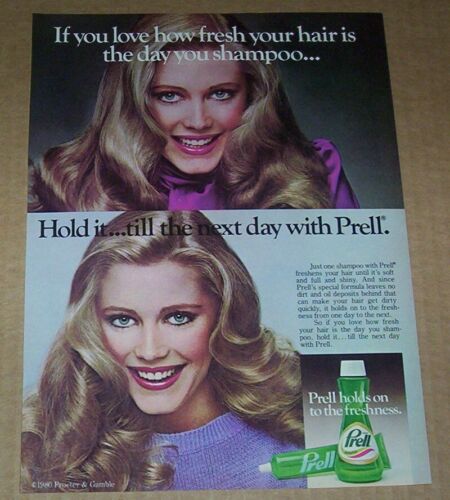 If you love how fresh your hair is
the day you shampoo...
Hold it...till the next day with Prell.®
Just one shampoo with Prell®
freshens your hair until it's soft
and full and shiny. And since
Prell's special formula leaves no
dirt and oil deposits behind that
can make your hair get dirty
quickly, it holds on to the fresh-
ness from one day to the next.
So if you love how fresh
your hair is the day you sham-
poo, hold it...till the next day
with Prell.
Prell holds on
to the freshness.
Prell
Prell
©1980 Procter & Gamble